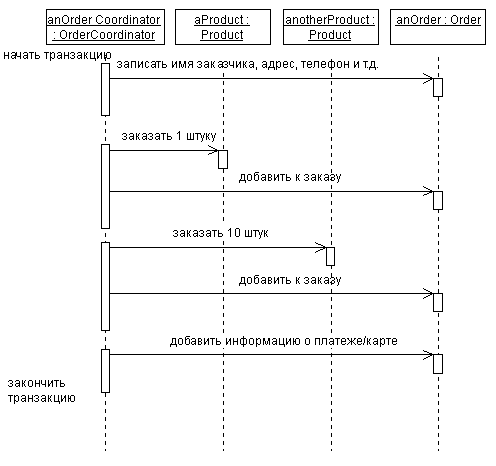 anOrder Coordinator
: OrderCoordinator
aProduct :
Product
anotherProduct :
Product
anOrder : Order
начать транзакцию
записать имя заказчика, адрес, телефон и т.д.
заказать 1 штуку
добавить к заказу
заказать 10 штук
добавить к заказу
добавить информацию о платеже/карте
закончить
транзакцию